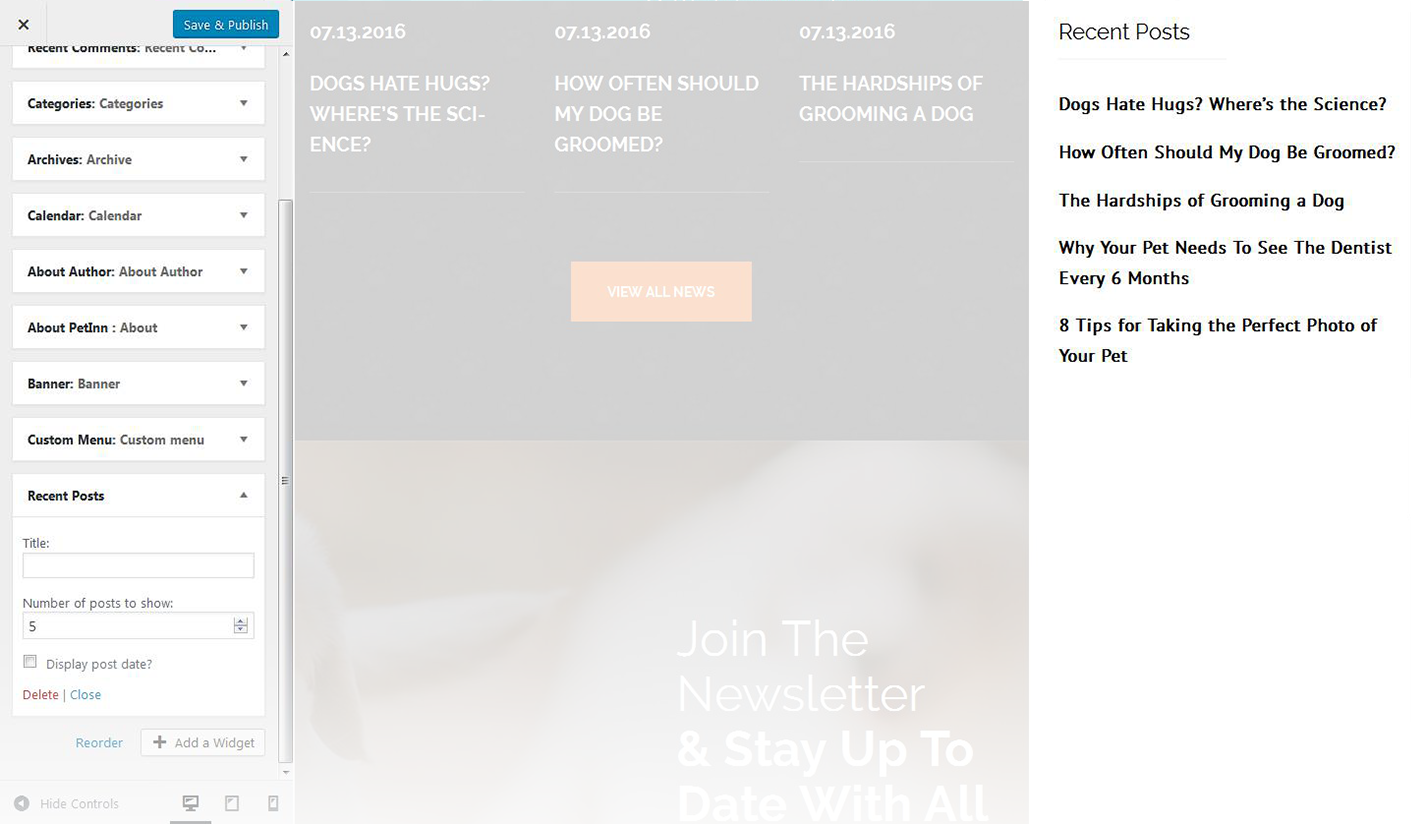 Save & Publish
Recent Comments: Recent Co...
Categories: Categories
Archives: Archive
Calendar: Calendar
About Author: About Author
About PetInn : About
Banner: Banner
Custom Menu: Custom menu
Recent Posts
Title:
Number of posts to show:
5
Display post date?
Delete | Close
Reorder
Add a Widget
Hide Controls
07.13.2016
DOGS HATE HUGS?
WHERE'S THE SCI-
ENCE?
07.13.2016
HOW OFTEN SHOULD
MY DOG BE
GROOMED?
07.13.2016
THE HARDSHIPS OF
GROOMING A DOG
VIEW ALL NEWS
Join The
Newsletter
& Stay Up To
Date With All
Recent Posts
Dogs Hate Hugs? Where’s the Science?
How Often Should My Dog Be Groomed?
The Hardships of Grooming a Dog
Why Your Pet Needs To See The Dentist
Every 6 Months
8 Tips for Taking the Perfect Photo of
Your Pet